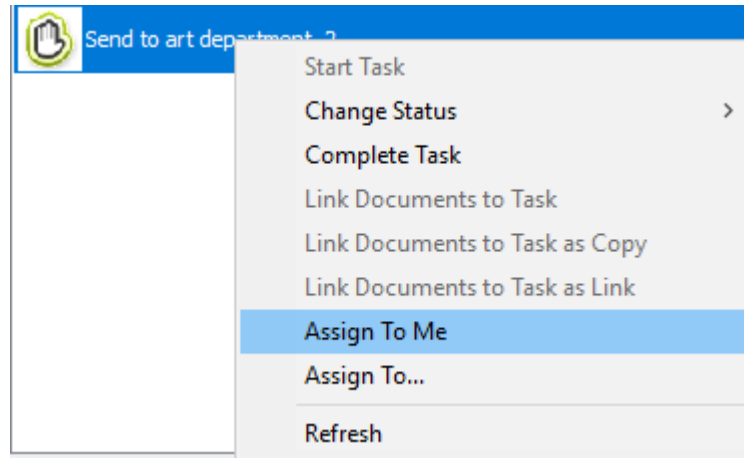 Send to art department 2
Start Task
Change Status
Complete Task
Link Documents to Task
Link Documents to Task as Copy
Link Documents to Task as Link
Assign To Me
Assign To...
Refresh